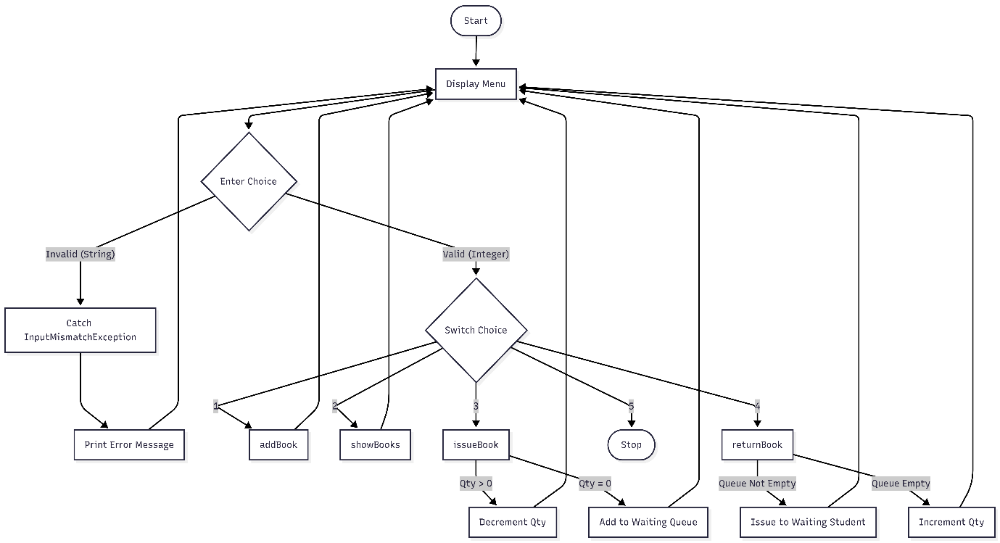 Start
Display Menu
Enter Choice
Invalid (String)
Valid (Integer)
Catch
InputMismatchException
Switch Choice
1
2
3
5
4
Print Error Message
addBook
showBooks
issueBook
Stop
returnBook
Qty > 0
Qty = 0
Queue Not Empty
Queue Empty
Decrement Qty
Add to Waiting Queue
Issue to Waiting Student
Increment Qty